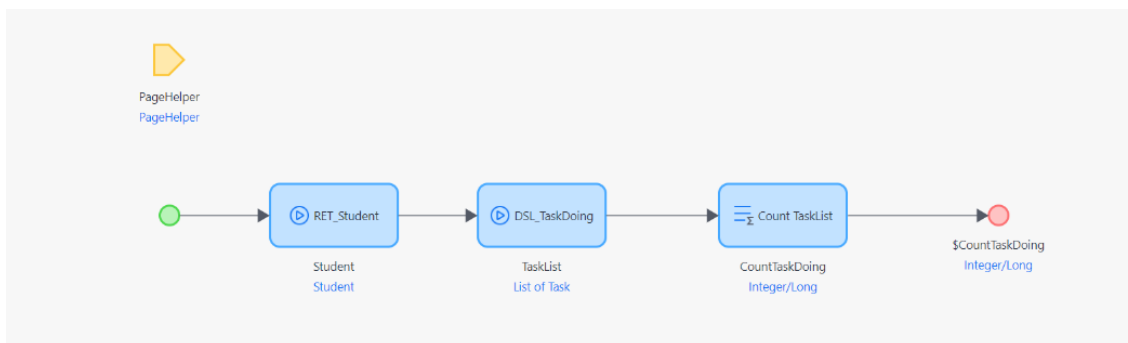 PageHelper
PageHelper
RET_Student
DSL_TaskDoing
Count TaskList
Student
Student
TaskList
List of Task
CountTaskDoing
Integer/Long
$CountTaskDoing
Integer/Long